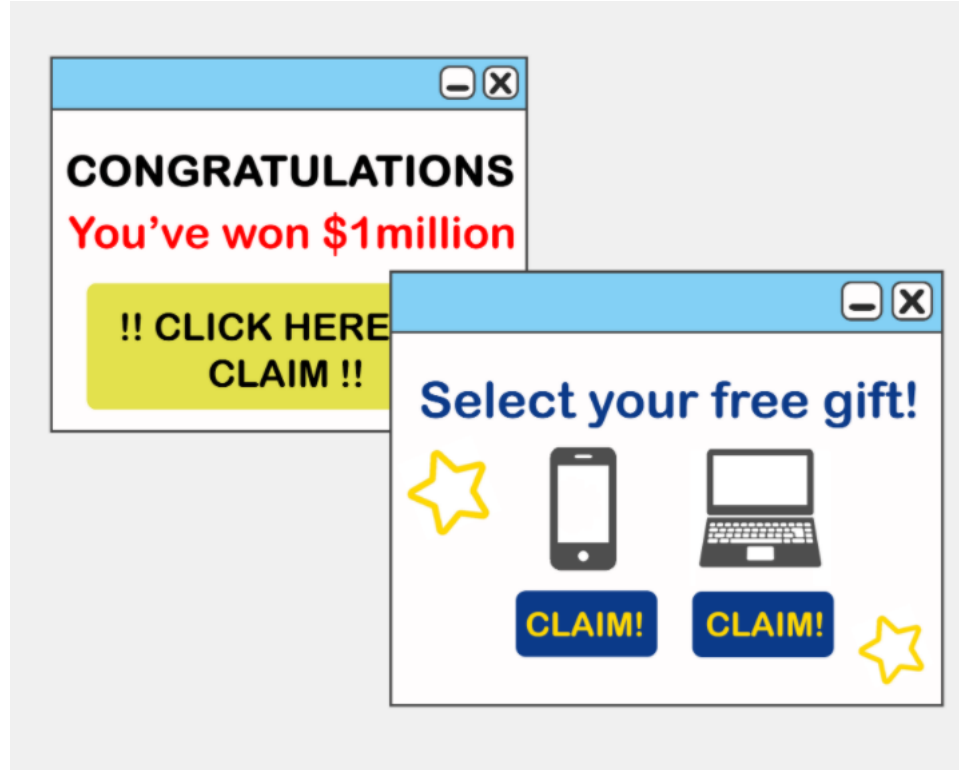 CONGRATULATIONS
You've won $1million
!! CLICK HERE
CLAIM !!
Select your free gift!
CLAIM!
CLAIM!